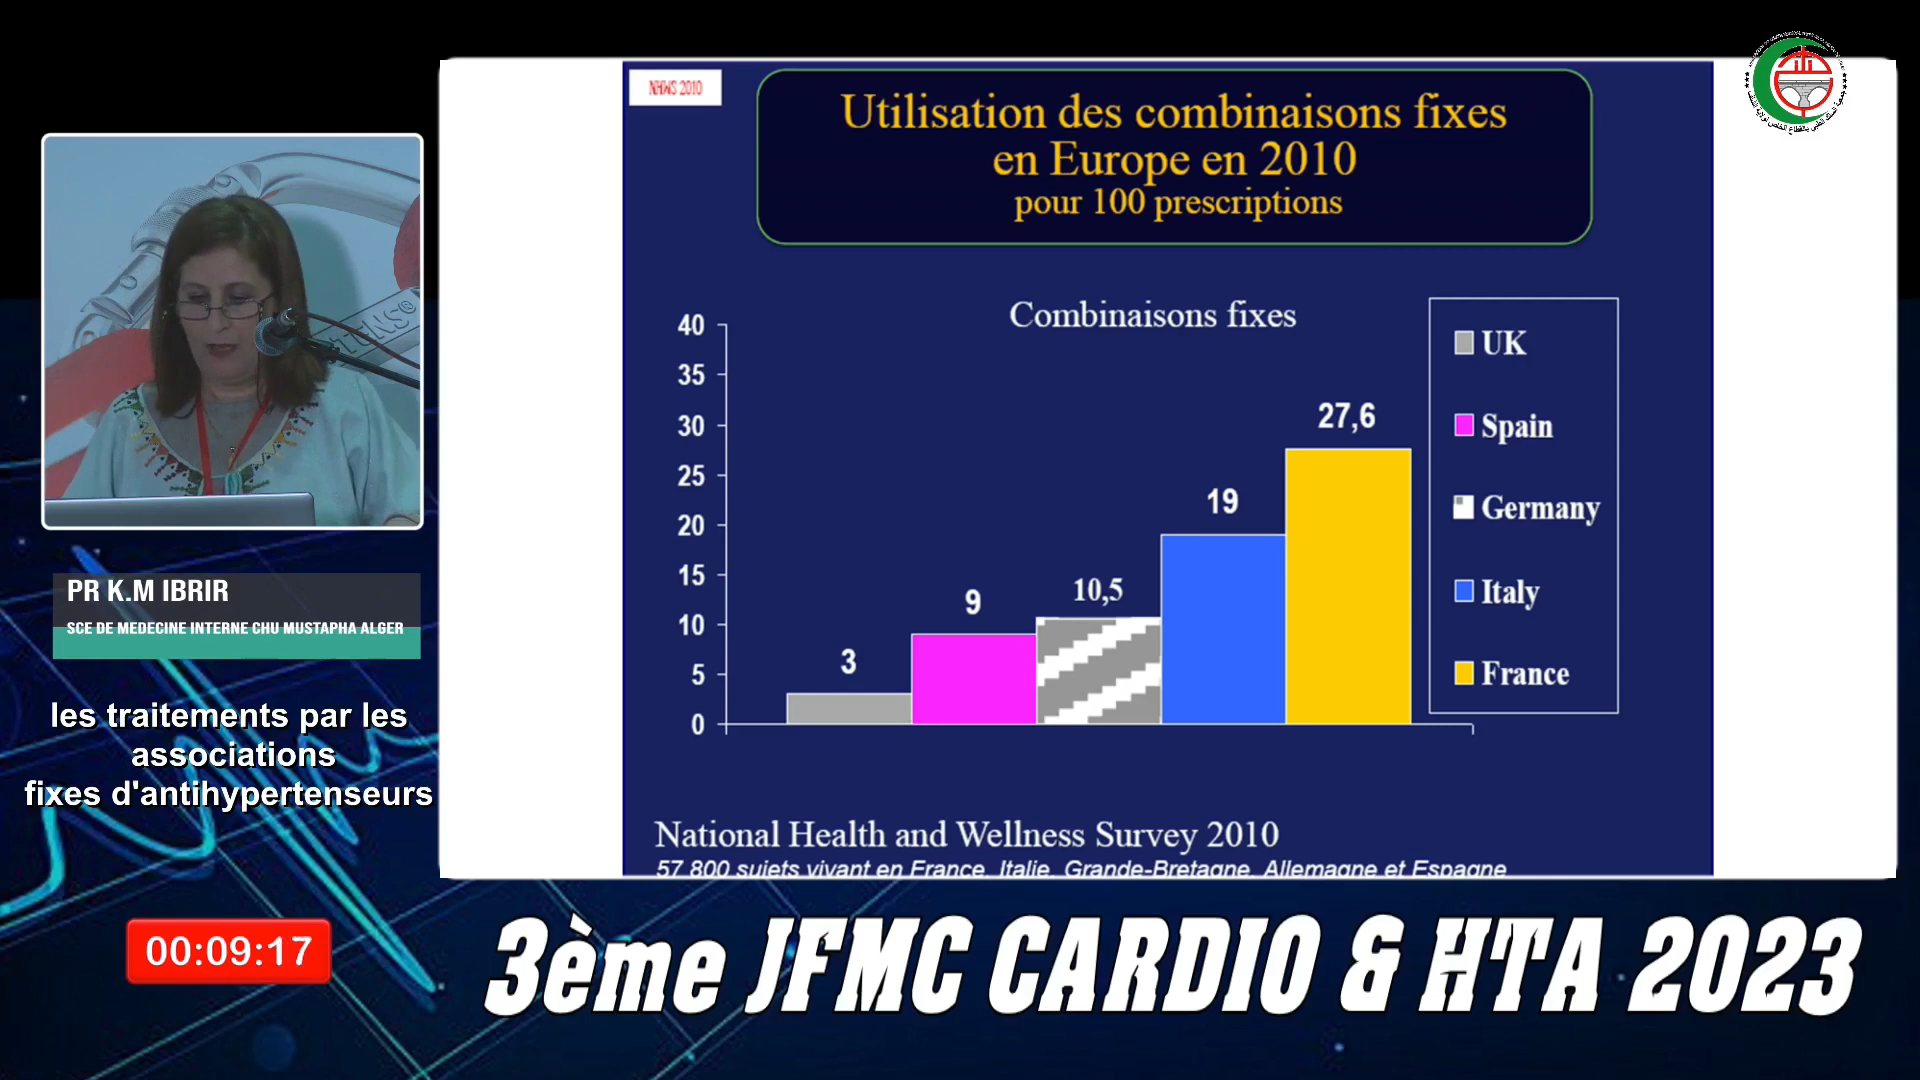 NHWS 2010
Utilisation des combinaisons fixes
en Europe en 2010
pour 100 prescriptions
Combinaisons fixes
40
35
30
25
20
15
10
5
0
3
9
10,5
19
27,6
UK
Spain
Germany
Italy
France
National Health and Wellness Survey 2010
57 800 sujets vivant en France, Italie, Grande-Bretagne, Allemagne et Espagne
PR K.M IBRIR
SCE DE MEDECINE INTERNE CHU MUSTAPHA ALGER
les traitements par les
associations
fixes d'antihypertenseurs
00:09:17
3ème JFMC CARDIO & HTA 2023